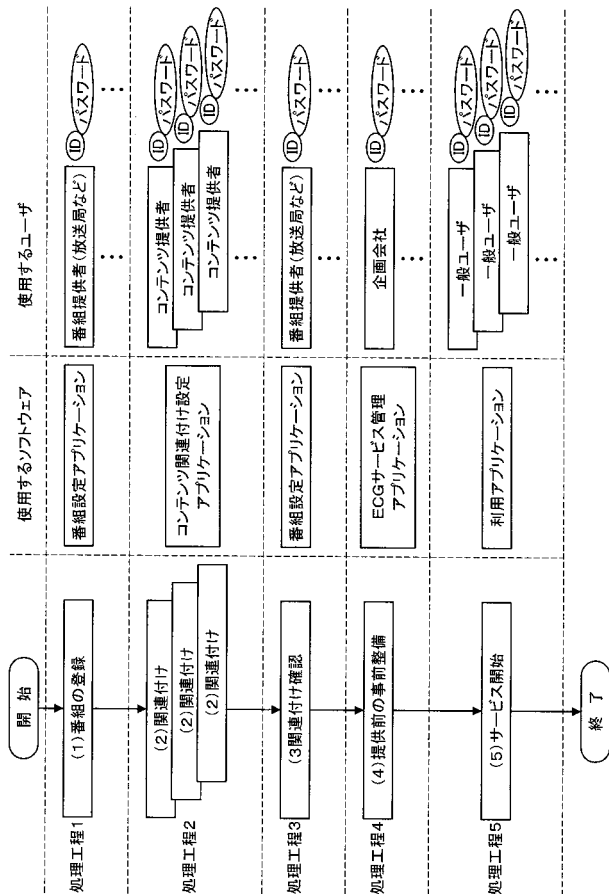 使用するソフトウェア
使用するユーザ
開 始
処理工程1
(1)番組の登録
番組設定アプリケーション
番組提供者(放送局など)
ID
パスワード
…
…
処理工程2
(2)関連付け
(2)関連付け
(2)関連付け
コンテンツ関連付け設定
アプリケーション
コンテンツ提供者
ID
パスワード
コンテンツ提供者
ID
パスワード
コンテンツ提供者
ID
パスワード
…
…
処理工程3
(3関連付け確認
番組設定アプリケーション
番組提供者(放送局など)
ID
パスワード
…
…
処理工程4
(4)提供前の事前整備
ECGサービス管理
アプリケーション
企画会社
ID
パスワード
…
…
処理工程5
(5)サービス開始
利用アプリケーション
一般ユーザ
ID
パスワード
一般ユーザ
ID
パスワード
一般ユーザ
ID
パスワード
…
…
終 了